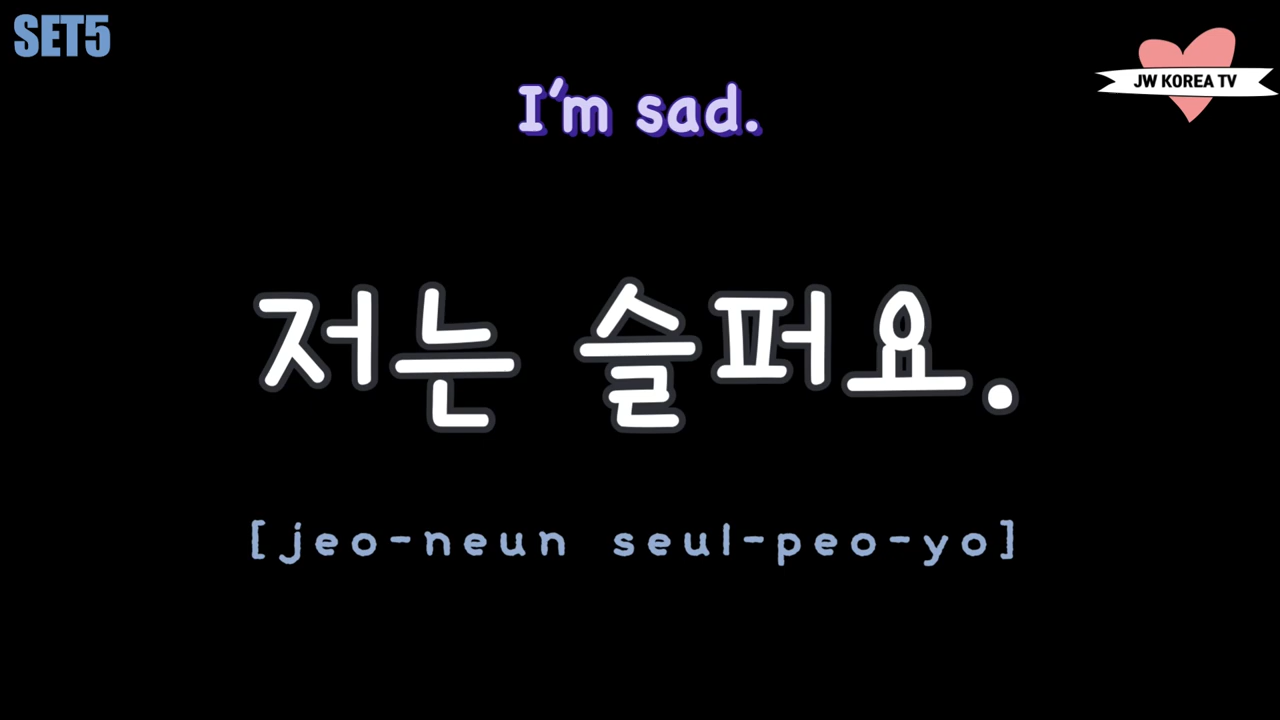 SET5
JW KOREA TV
I'm sad.
저는 슬퍼요.
[jeo-neun seul-peo-yo]